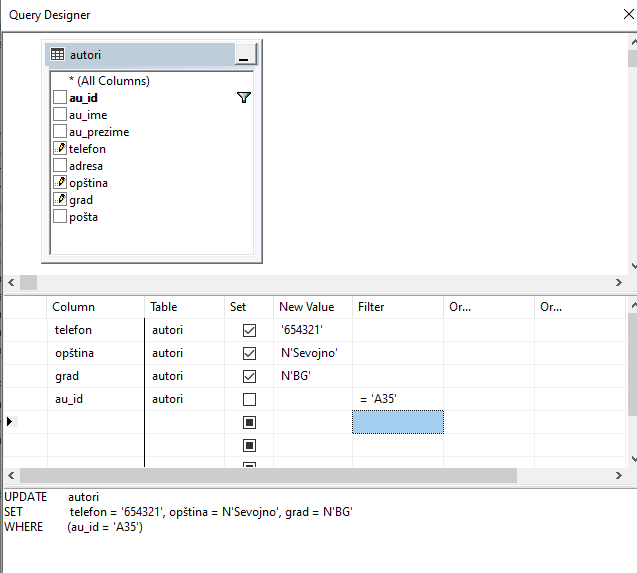 Query Designer
autori
* (All Columns)
au_id
au_ime
au_prezime
telefon
adresa
opština
grad
pošta
Column Table Set New Value Filter Or... Or...
telefon autori '654321'
opština autori N'Sevojno'
grad autori N'BG'
au_id autori = 'A35'
UPDATE autori
SET telefon = '654321', opština = N'Sevojno', grad = N'BG'
WHERE (au_id = 'A35')